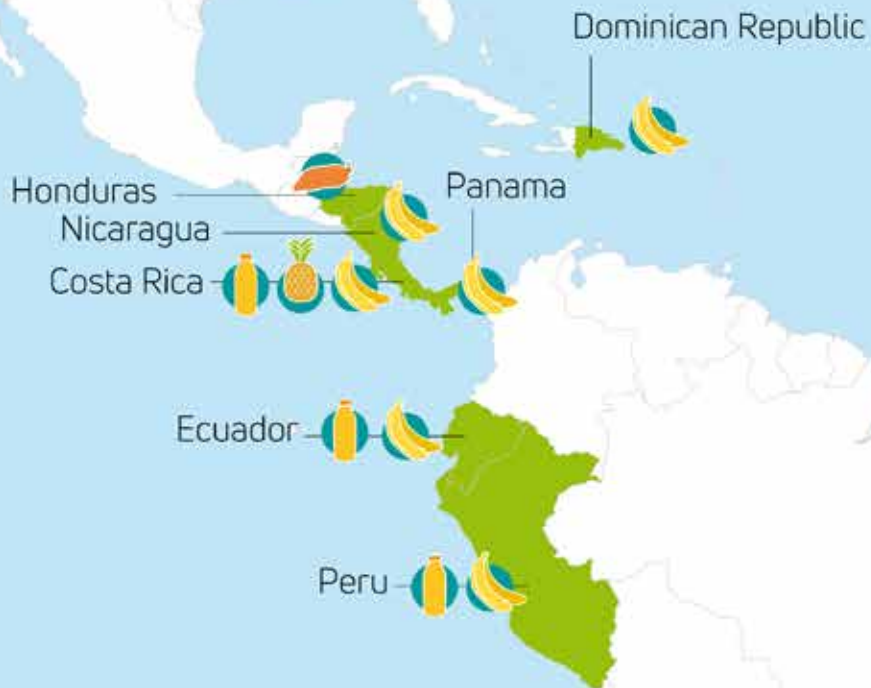 Dominican Republic
Honduras
Panama
Nicaragua
Costa Rica
Ecuador
Peru